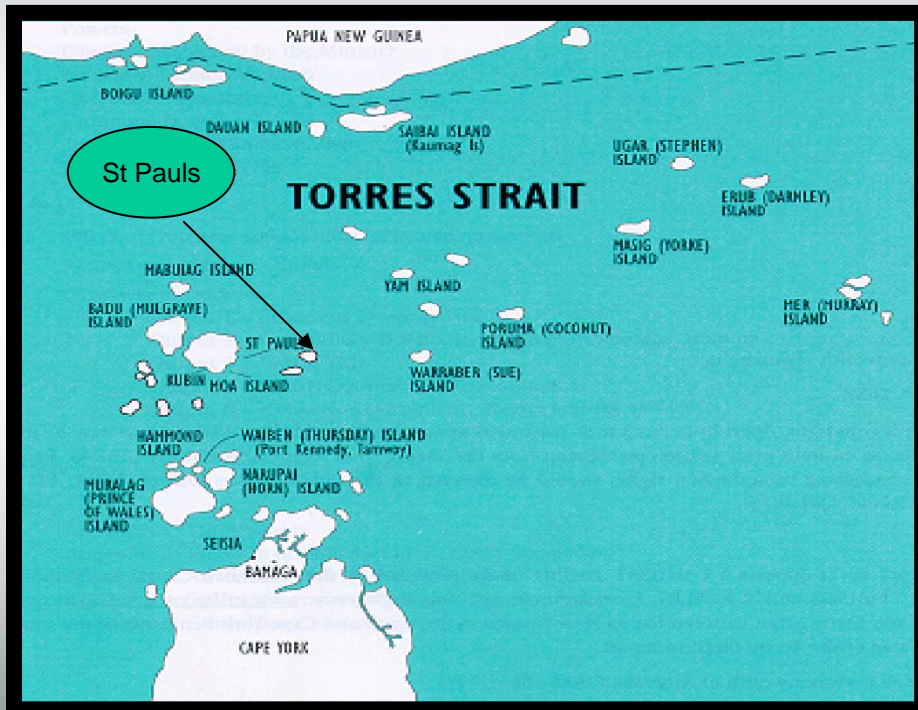 PAPUA NEW GUINEA
BOIGU ISLAND
DAUAN ISLAND
SAIBAI ISLAND
(Kaumag Is)
UGAR (STEPHEN)
ISLAND
St Pauls
TORRES STRAIT
ERUB (DARNLEY)
ISLAND
MASIG (YORKE)
ISLAND
MABUIAG ISLAND
YAM ISLAND
BADU (MULGRAVE)
ISLAND
MER (MURRAY)
ISLAND
PORUMA (COCONUT)
ISLAND
ST PAULS
WARRABER (SUE)
ISLAND
KUBIN
MOA ISLAND
HAMMOND
ISLAND
WAIBEN (THURSDAY) ISLAND
(Port Kennedy, Tamwoy)
NARUPAI
(HORN) ISLAND
MURALAG
(PRINCE
OF WALES)
ISLAND
SEISIA
BAMAGA
CAPE YORK